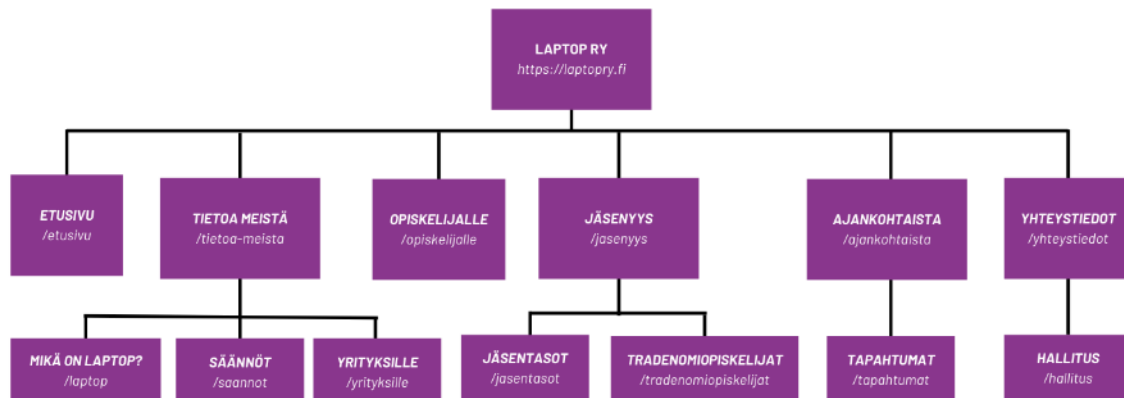 LAPTOP RY
https://laptopry.fi
ETUSIVU
/etusivu
TIETOA MEISTÄ
/tietoa-meista
OPISKELIJALLE
/opiskelijalle
JÄSENYYS
/jasenyys
AJANKOHTAISTA
/ajankohtaista
YHTEYSTIEDOT
/yhteystiedot
MIKÄ ON LAPTOP?
/laptop
SÄÄNNÖT
/saannot
YRITYKSILLE
/yrityksille
JÄSENTASOT
/jasentasot
TRADENOMIOPISKELIJAT
/tradenomiopiskelijat
TAPAHTUMAT
/tapahtumat
HALLITUS
/hallitus